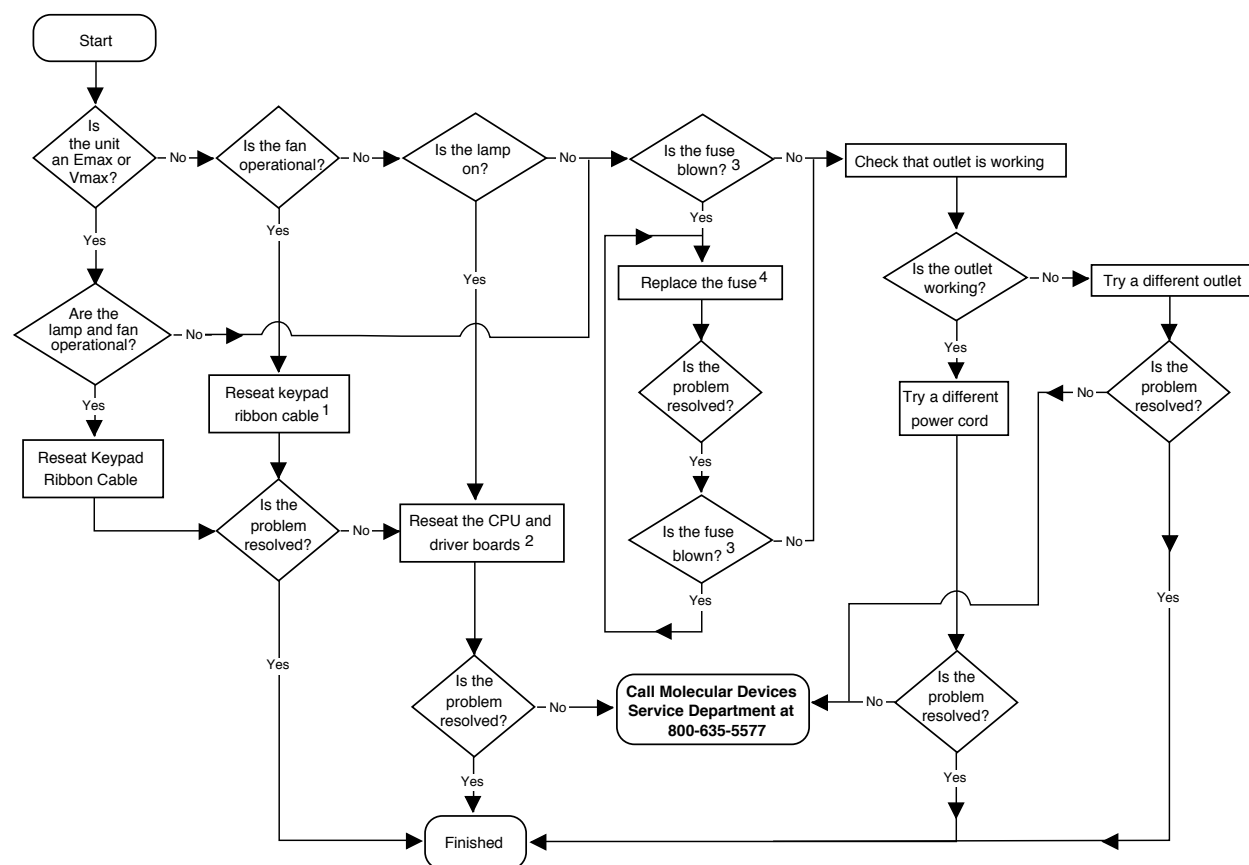 Start
Is
the unit
an Emax or
Vmax?
No
Is the fan
operational?
No
Is the lamp
on?
No
Is the fuse
blown? 3
No
Check that outlet is working
Yes
Yes
Yes
Yes
Are the
lamp and fan
operational?
No
Replace the fuse 4
Is the outlet
working?
No
Try a different outlet
Yes
Reseat keypad
ribbon cable 1
Is the
problem
resolved?
Yes
Try a different
power cord
Is the
problem
resolved?
No
Yes
Reseat Keypad
Ribbon Cable
Is the
problem
resolved?
No
Reseat the CPU and
driver boards 2
Yes
Is the fuse
blown? 3
No
Yes
Yes
Yes
Is the
problem
resolved?
No
Call Molecular Devices
Service Department at
800-635-5577
No
Is the
problem
resolved?
Yes
Yes
Finished